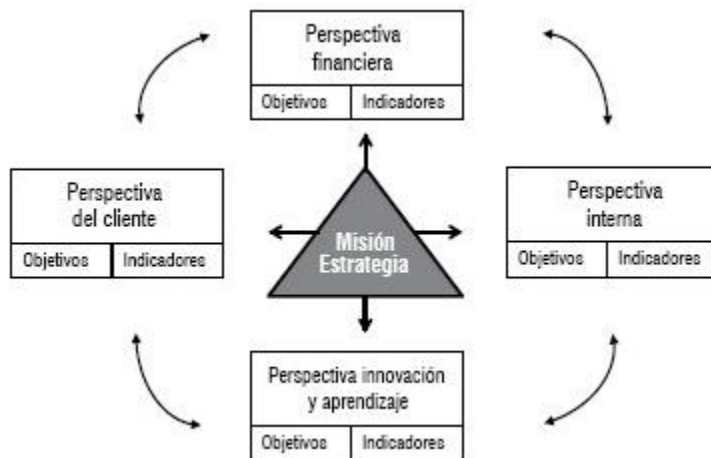 Perspectiva
financiera
Objetivos Indicadores
Perspectiva
del cliente
Objetivos Indicadores
Misión
Estrategia
Perspectiva
interna
Objetivos Indicadores
Perspectiva innovación
y aprendizaje
Objetivos Indicadores